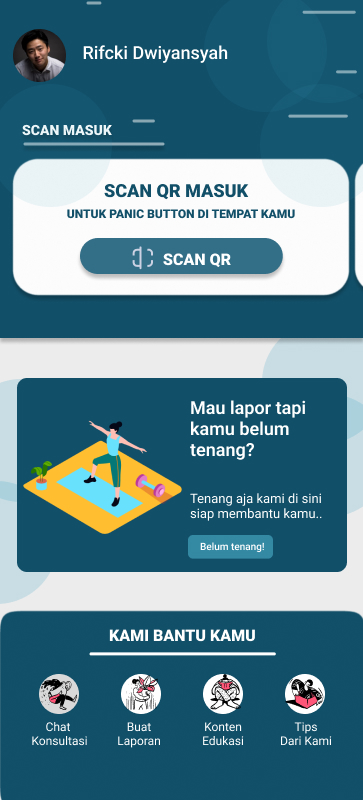 Rifcki Dwiyansyah
SCAN MASUK
SCAN QR MASUK
UNTUK PANIC BUTTON DI TEMPAT KAMU
SCAN QR
Mau lapor tapi
kamu belum
tenang?
Tenang aja kami di sini
siap membantu kamu..
Belum tenang!
KAMI BANTU KAMU
Chat
Konsultasi
Buat
Laporan
Konten
Edukasi
Tips
Dari Kami